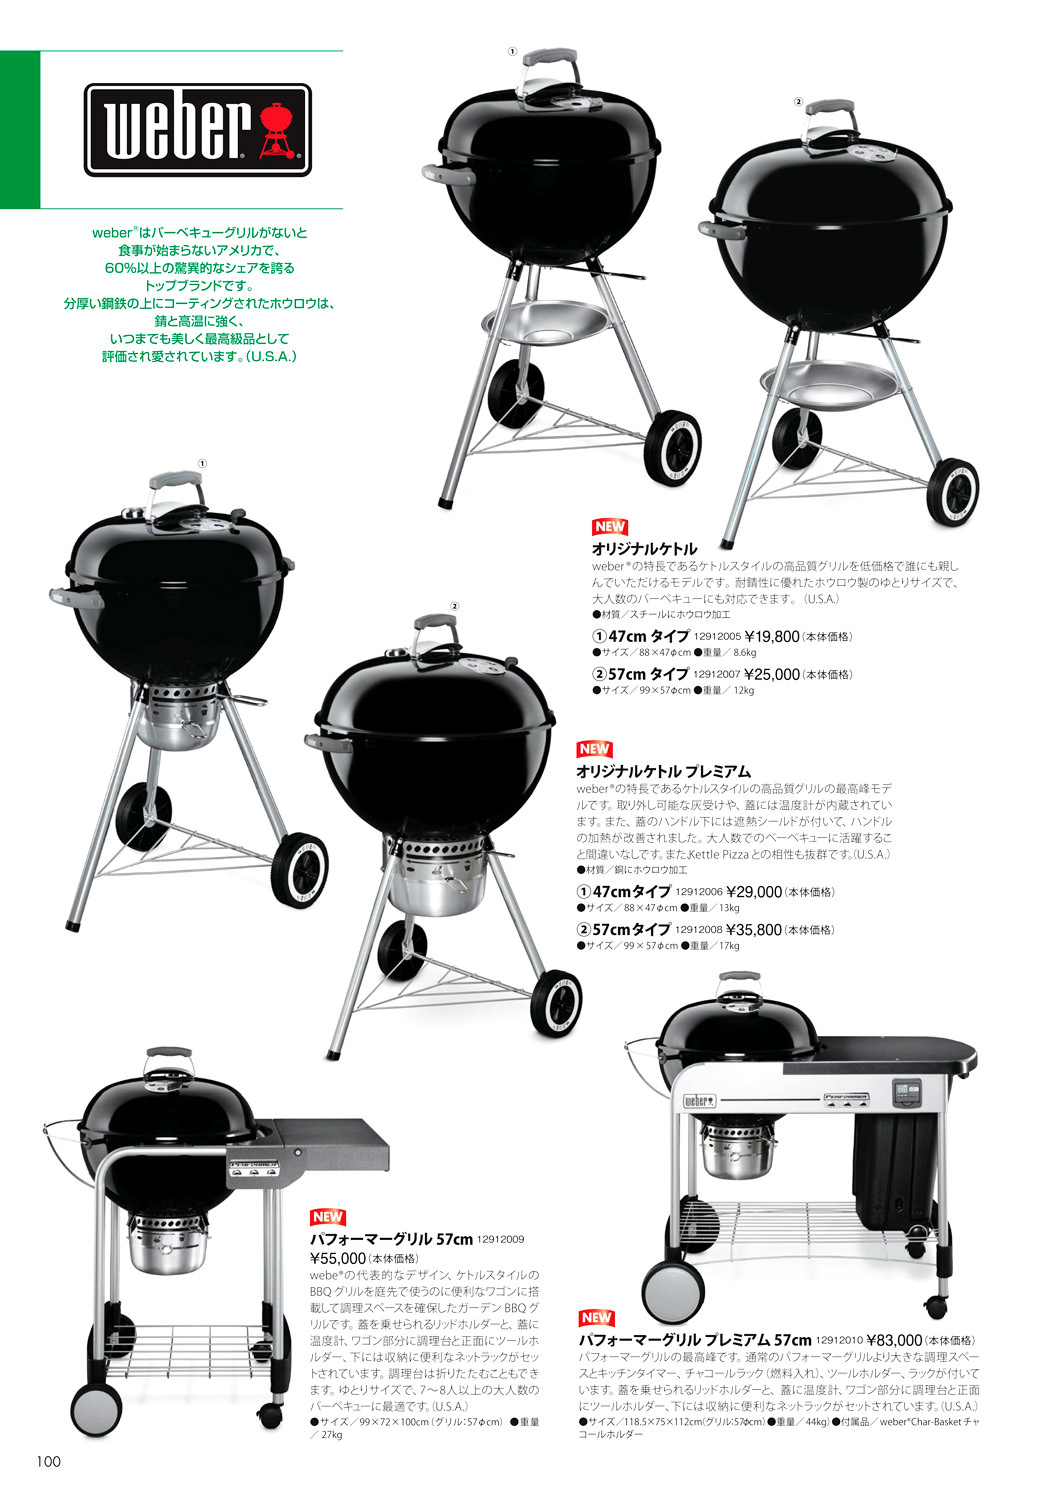 weber®
weber®はバーベキューグリルがないと
食事が始まらないアメリカで、
60%以上の驚異的なシェアを誇る
トップブランドです。
分厚い鋼鉄の上にコーティングされたホウロウは、
錆と高温に強く、
いつまでも美しく最高級品として
評価され愛されています。(U.S.A.)
①
②
①
②
NEW
オリジナルケトル
weber®の特長であるケトルスタイルの高品質グリルを低価格で誰にも親し
んでいただけるモデルです。耐錆性に優れたホウロウ製のゆとりサイズで、
大人数のバーベキューにも対応できます。(U.S.A.)
●材質／スチールにホウロウ加工
①47cm タイプ 12912005 ¥19,800(本体価格)
●サイズ／88×47φcm ●重量／ 8.6kg
②57cm タイプ 12912007 ¥25,000(本体価格)
●サイズ／99×57φcm ●重量／ 12kg
NEW
オリジナルケトル プレミアム
weber®の特長であるケトルスタイルの高品質グリルの最高峰モデ
ルです。取り外し可能な灰受けや、蓋には温度計が内蔵されてい
ます。また、蓋のハンドル下には遮熱シールドが付いて、ハンドル
の加熱が改善されました。大人数でのベーベキューに活躍するこ
と間違いなしです。また、Kettle Pizzaとの相性も抜群です。(U.S.A.)
●材質／鋼にホウロウ加工
①47cmタイプ 12912006 ¥29,000(本体価格)
●サイズ／88×47φcm ●重量／13kg
②57cmタイプ 12912008 ¥35,800(本体価格)
●サイズ／99×57φcm ●重量／17kg
PERFORMER
weber
PERFORMER
NEW
パフォーマーグリル 57cm 12912009
¥55,000(本体価格)
webe®の代表的なデザイン、ケトルスタイルの
BBQグリルを庭先で使うのに便利なワゴンに搭
載して調理スペースを確保したガーデンBBQグ
リルです。蓋を乗せられるリッドホルダーと、蓋に
温度計、ワゴン部分に調理台と正面にツールホ
ルダー、下には収納に便利なネットラックがセッ
トされています。調理台は折りたたむこともでき
ます。ゆとりサイズで、7〜8人以上の大人数の
バーベキューに最適です。(U.S.A.)
●サイズ／99×72×100cm(グリル：57φcm) ●重量
／27kg
NEW
パフォーマーグリル プレミアム 57cm 12912010 ¥83,000(本体価格)
パフォーマーグリルの最高峰です。通常のパフォーマーグリルより大きな調理スペー
スとキッチンタイマー、チャコールラック（燃料入れ）、ツールホルダー、ラックが付いて
います。蓋を乗せられるリッドホルダーと、蓋に温度計、ワゴン部分に調理台と正面
にツールホルダー、下には収納に便利なネットラックがセットされています。(U.S.A.)
●サイズ／118.5×75×112cm(グリル:57φcm) ●重量／44kg) ●付属品／weber®Char-Basketチャ
コールホルダー
100